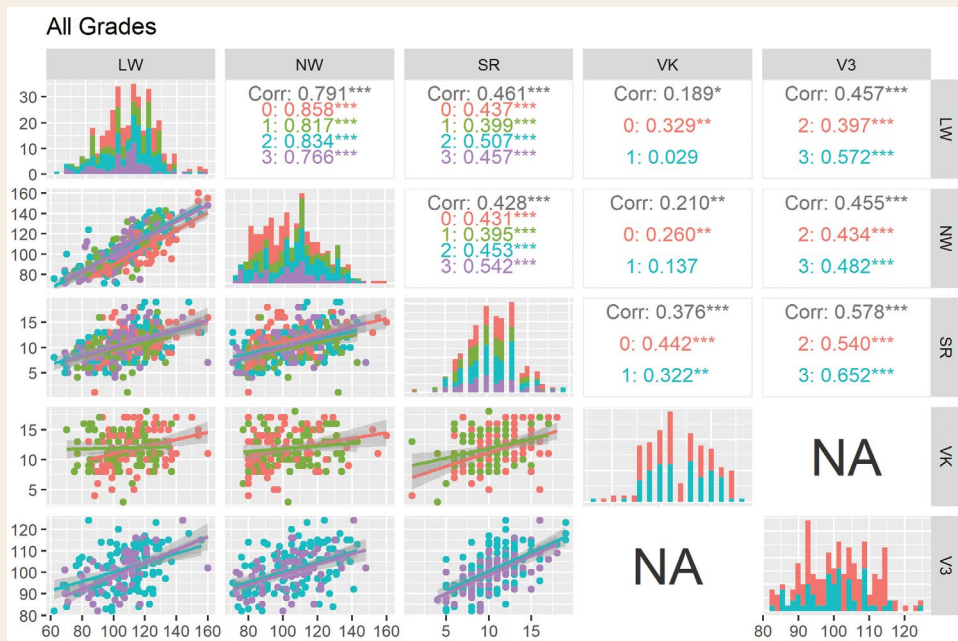 All Grades
LW
NW
SR
VK
V3
30
20
10
0
Corr: 0.791***
0: 0.858***
1: 0.817***
2: 0.834***
3: 0.766***
Corr: 0.461***
0: 0.437***
1: 0.399***
2: 0.507***
3: 0.457***
Corr: 0.189*
0: 0.329**
1: 0.029
Corr: 0.457***
2: 0.397***
3: 0.572***
LW
160
140
120
100
80
Corr: 0.428***
0: 0.431***
1: 0.395***
2: 0.453***
3: 0.542***
Corr: 0.210**
0: 0.260**
1: 0.137
Corr: 0.455***
2: 0.434***
3: 0.482***
NW
15
10
5
Corr: 0.376***
0: 0.442***
1: 0.322**
Corr: 0.578***
2: 0.540***
3: 0.652***
SR
15
10
5
NA
VK
120
110
100
90
80
NA
V3
60 80 100 120 140 160
80 100 120 140 160
5 10 15
5 10 15
80 90 100 110 120